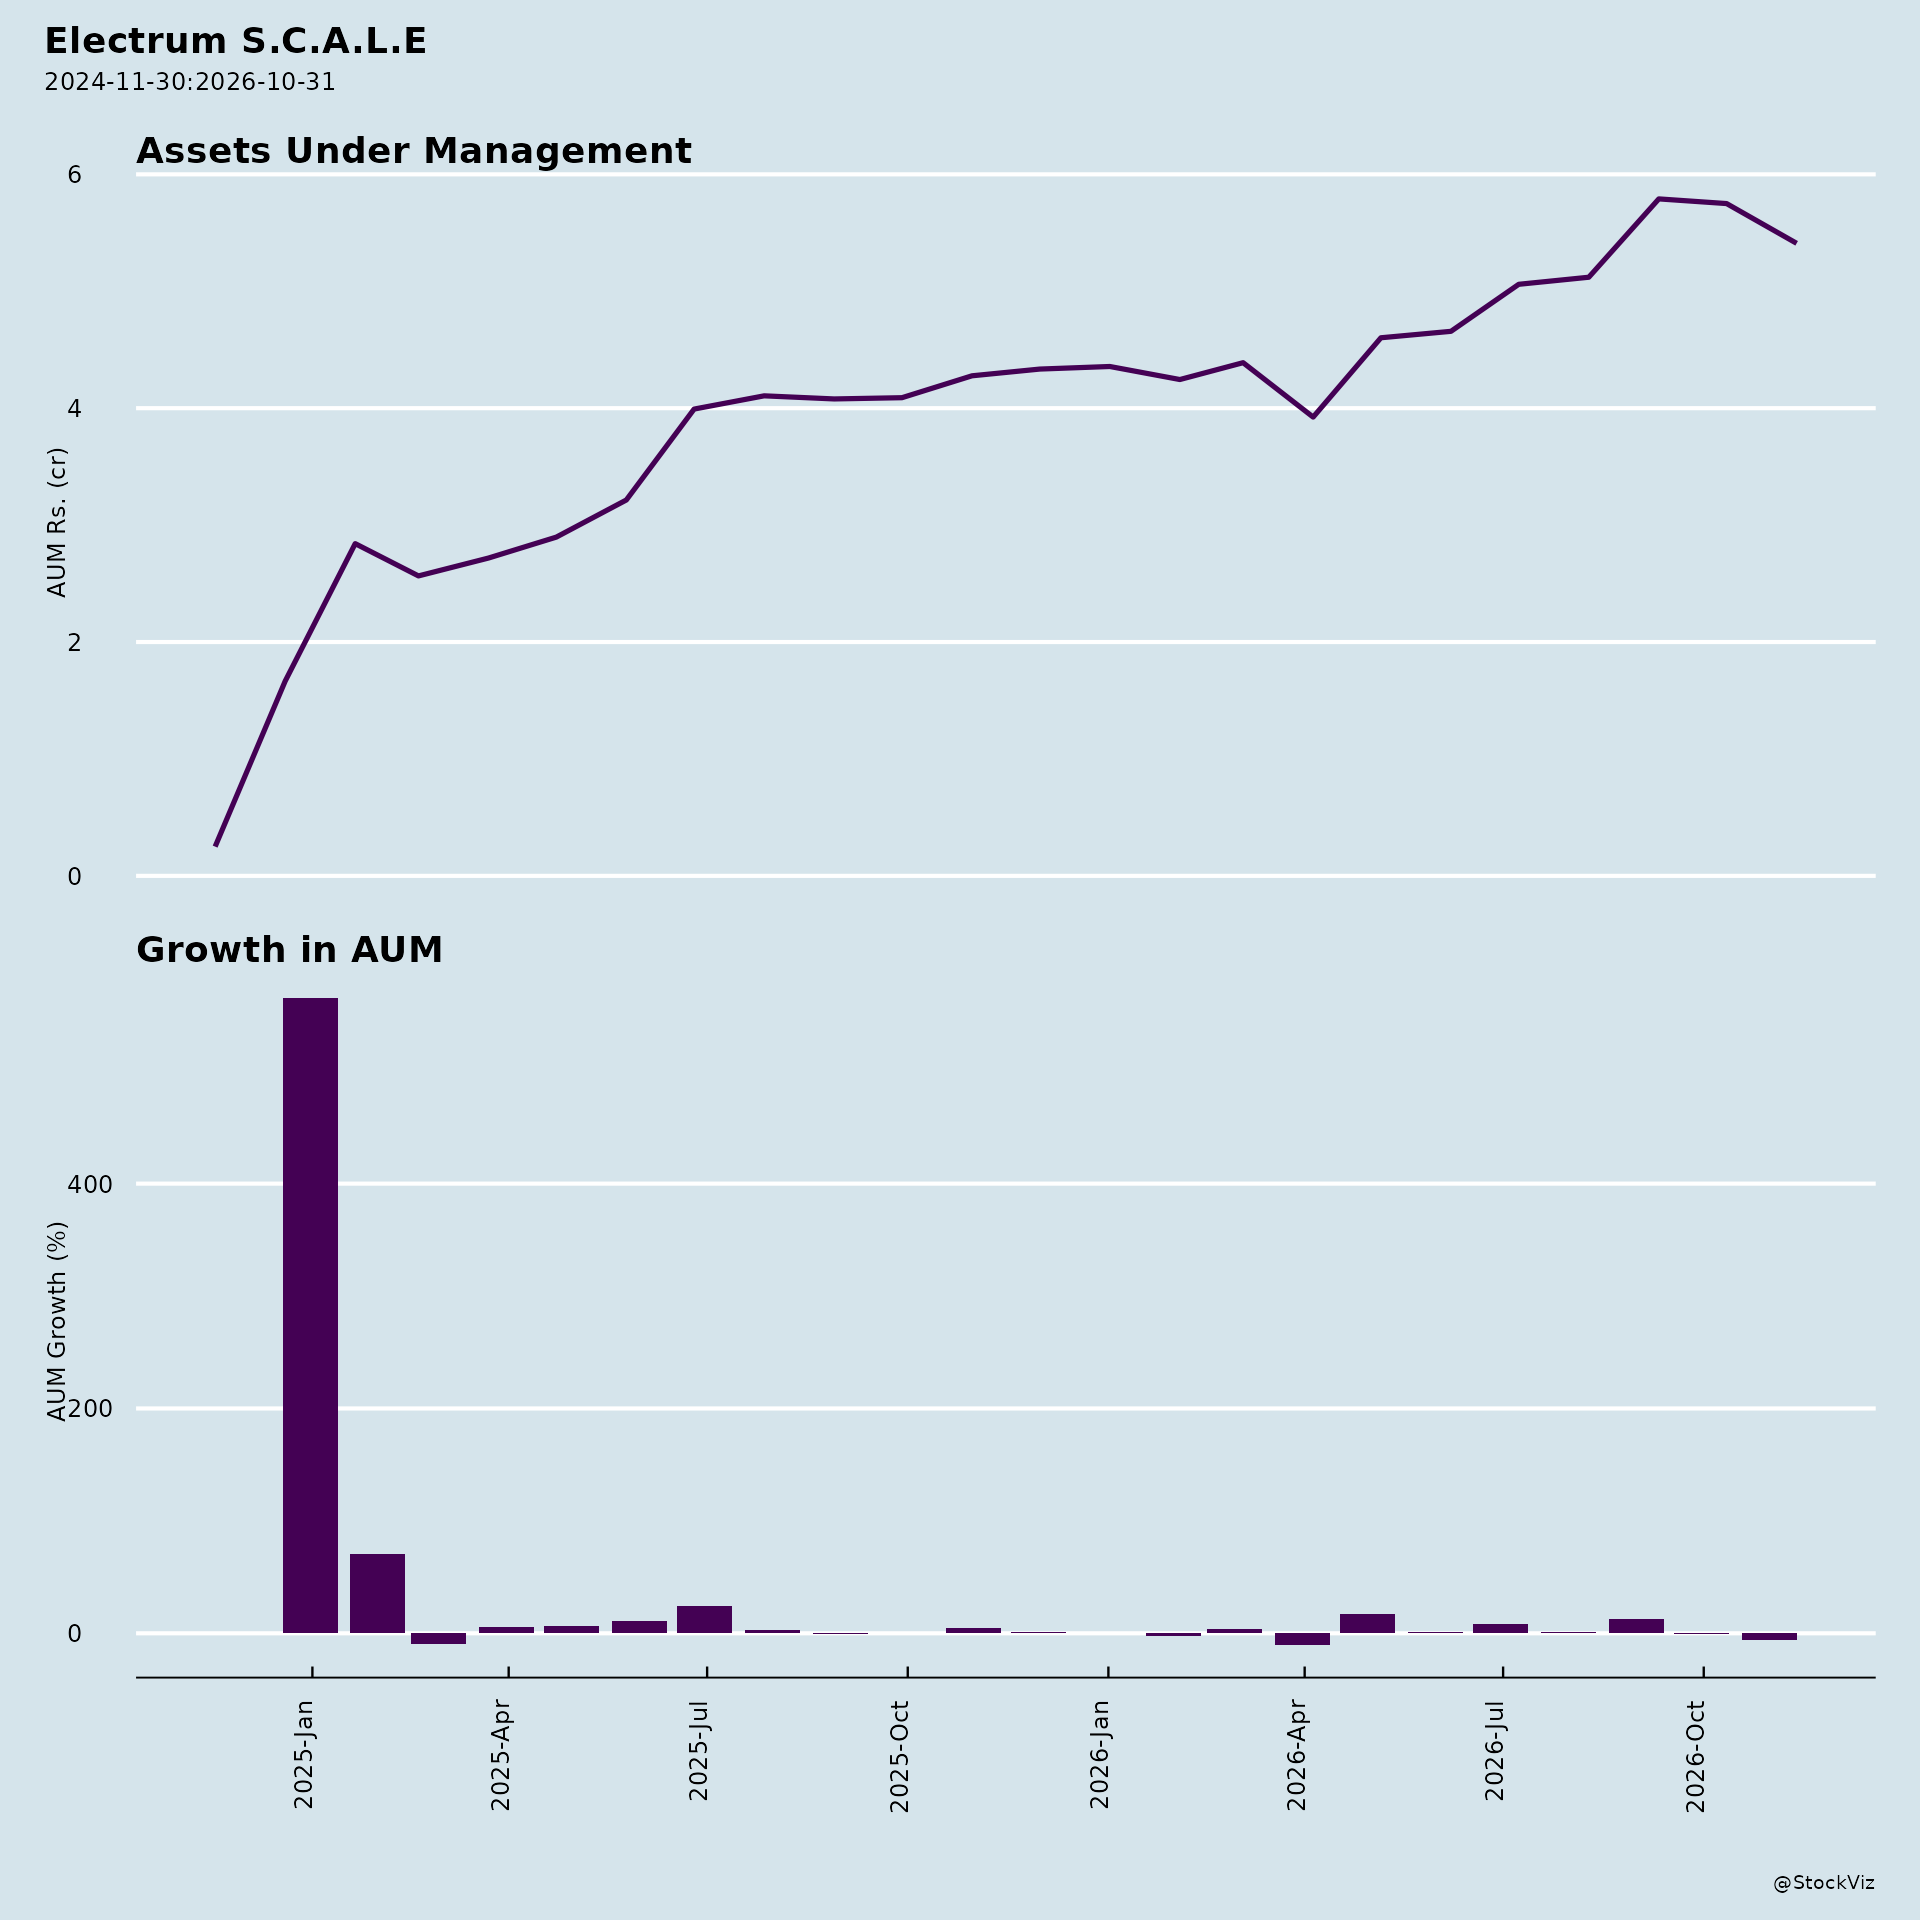 Electrum S.C.A.L.E
2024-11-30:2026-10-31
Assets Under Management
6
4
2
0
AUM Rs. (cr)
Growth in AUM
400
200
0
AUM Growth (%)
2025-Jan
2025-Apr
2025-Jul
2025-Oct
2026-Jan
2026-Apr
2026-Jul
2026-Oct
@StockViz